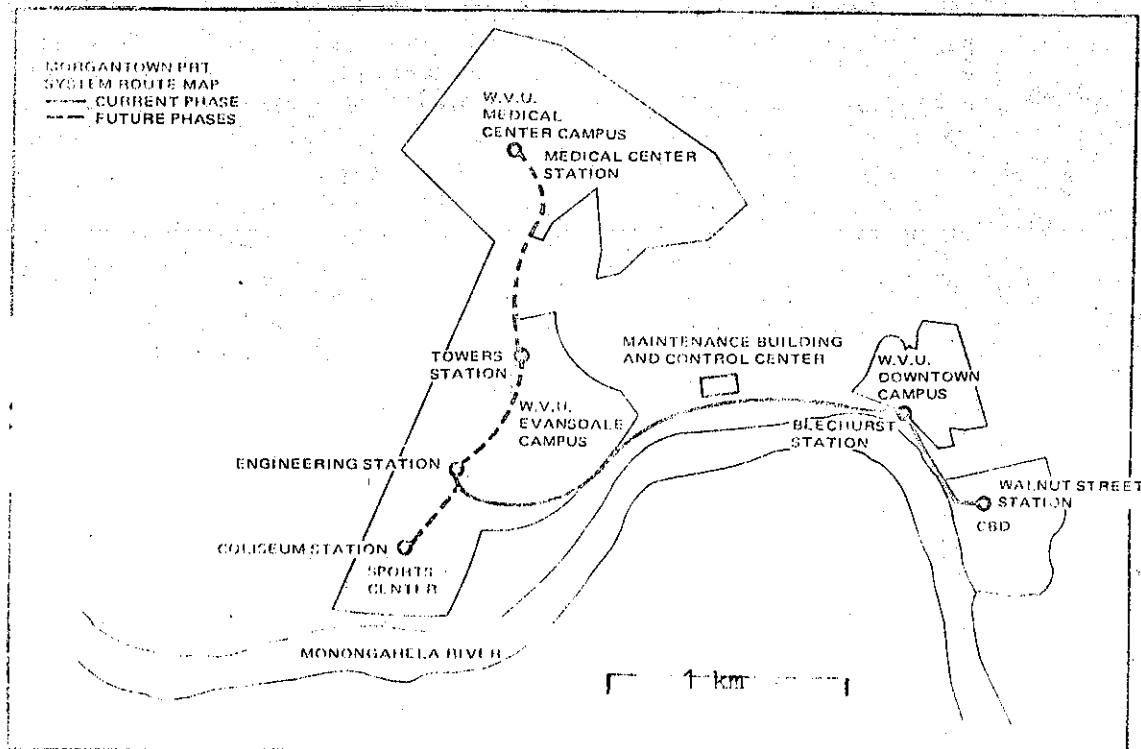 MORGANTOWN PRT
SYSTEM ROUTE MAP
CURRENT PHASE
FUTURE PHASES
W.V.U.
MEDICAL
CENTER CAMPUS
MEDICAL CENTER
STATION
TOWERS
STATION
W.V.U.
EVANSDALE
CAMPUS
MAINTENANCE BUILDING
AND CONTROL CENTER
W.V.U.
DOWNTOWN
CAMPUS
BEECHURST
STATION
ENGINEERING STATION
WALNUT STREET
STATION
CBD
COLISEUM STATION
SPORTS
CENTER
MONONGAHELA RIVER
1 km